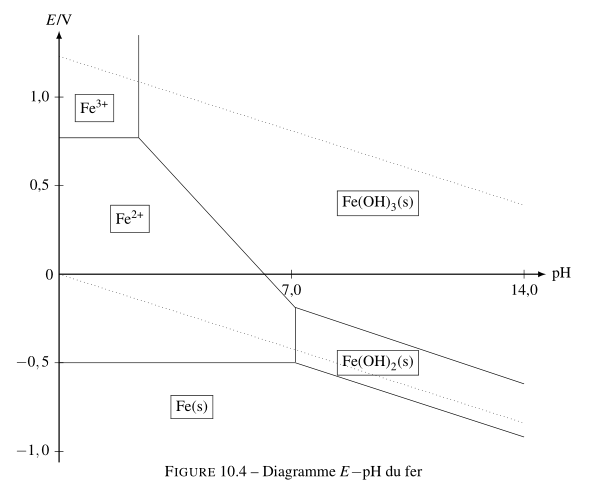 E/V
1,0
Fe³⁺
0,5
Fe(OH)₃(s)
Fe²⁺
0
pH
7,0
14,0
−0,5
Fe(OH)₂(s)
Fe(s)
−1,0
FIGURE 10.4 – Diagramme E−pH du fer